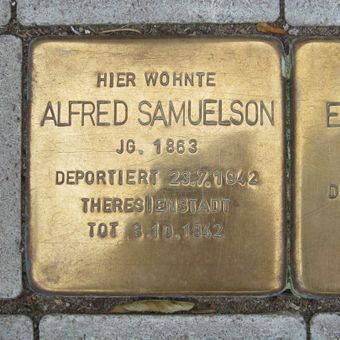 HIER WOHNTE
ALFRED SAMUELSON
JG. 1863
DEPORTIERT 23.7.1942
THERESIENSTADT
TOT 3.10.1942
E
D